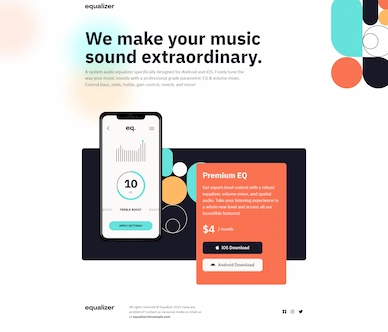 equalizer
We make your music
sound extraordinary.
A system audio equalizer specifically designed for Android and iOS. Freely tune the
way your music sounds with a professional grade parametric EQ & volume mixer.
Control bass, mids, treble, gain control, reverb, and more!
eq.
10
TREBLE BOOST
APPLY SETTINGS
Premium EQ
Get expert-level control with a robust
equalizer, volume mixer, and spatial
audio. Take your listening experience to
a whole new level and access all our
incredible features!
$4 / month
iOS Download
Android Download
equalizer
All rights reserved © Equalizer 2021 Have any
problems? Contact us via social media or email us
at equalizer@example.com